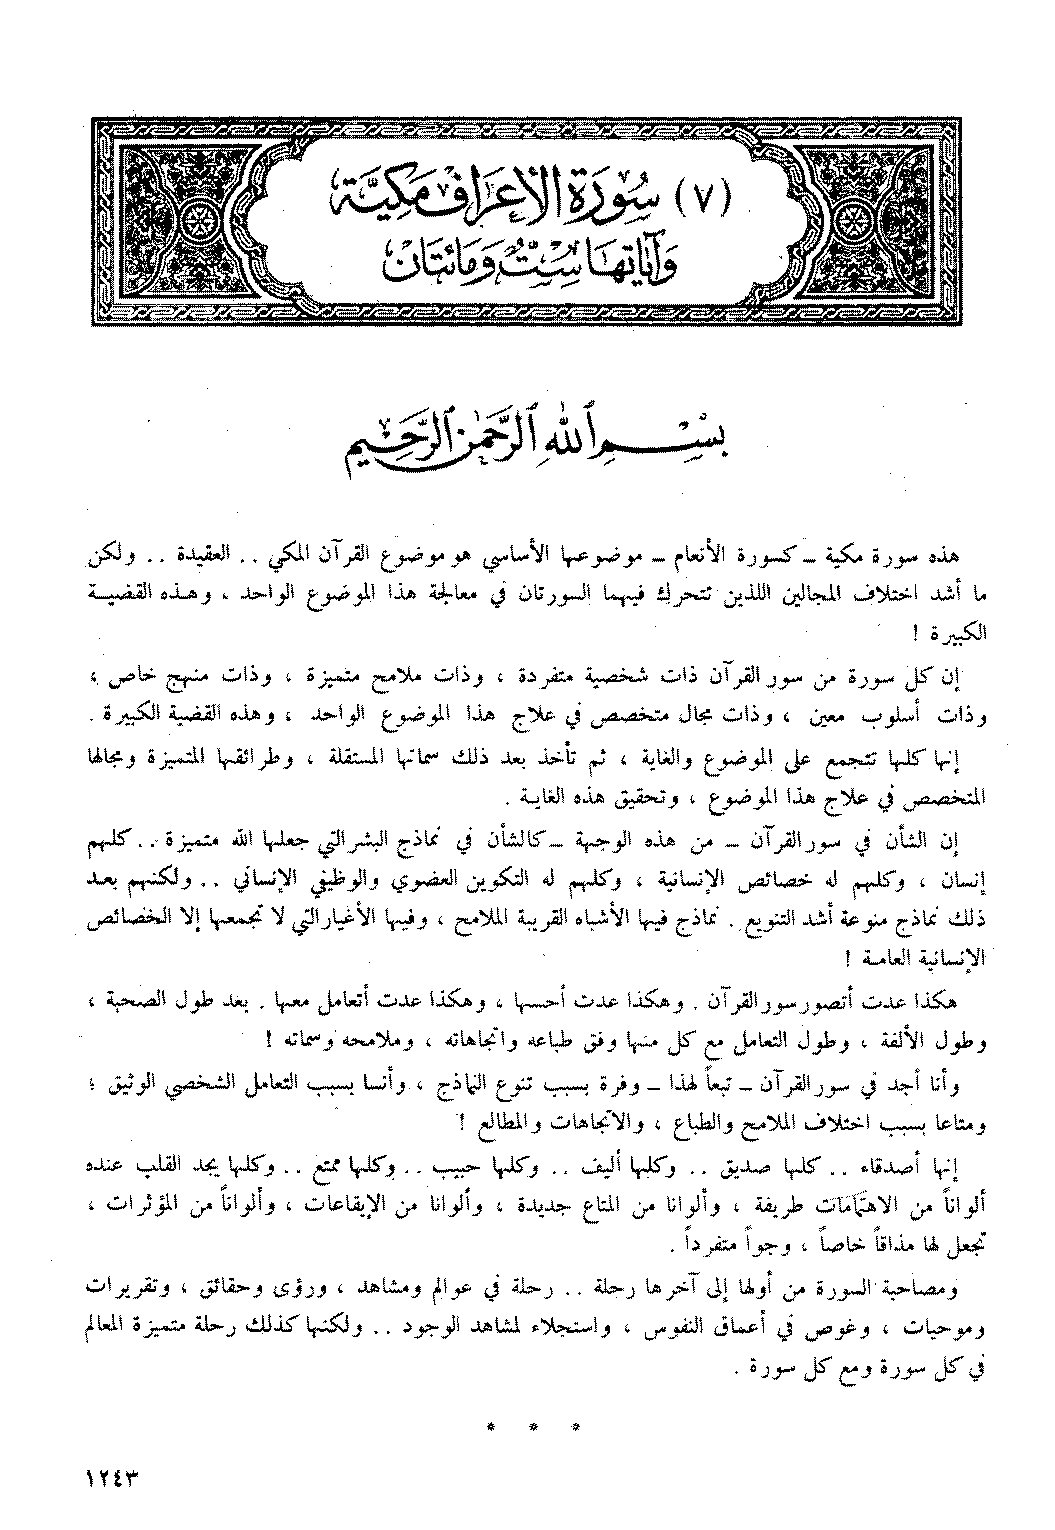 (٧) سُورَة الأعرَاف مَكيَّة
وَآياتهَا سِتٌّ وَمائتَان
بِسْمِ ٱللَّهِ ٱلرَّحْمَٰنِ ٱلرَّحِيمِ
هذه سورة مكية – كسورة الأنعام – موضوعها الأساسي هو موضوع القرآن المكي .. العقيدة .. ولكن
ما أشد اختلاف المجالين اللذين تتحرك فيهما السورتان في معالجة هذا الموضوع الواحد ، وهذه القضية
الكبيرة !
إن كل سورة من سور القرآن ذات شخصية متفردة ، وذات ملامح متميزة ، وذات منهج خاص ،
وذات أسلوب معين ، وذات مجال متخصص في علاج هذا الموضوع الواحد ، وهذه القضية الكبيرة .
إنها كلها تتجمع على الموضوع والغاية ، ثم تأخذ بعد ذلك سماتها المستقلة ، وطرائقها المتميزة ومجالها
المتخصص في علاج هذا الموضوع ، وتحقيق هذه الغاية .
إن الشأن في سور القرآن – من هذه الوجهة – كالشأن في نماذج البشر التي جعلها الله متميزة .. كلهم
إنسان ، وكلهم له خصائص الإنسانية ، وكلهم له التكوين العضوي والوظيفي الإنساني .. ولكنهم بعد
ذلك نماذج منوعة أشد التنويع . نماذج فيها الأشباه القريبة الملامح ، وفيها الأغيار التي لا تجمعها إلا الخصائص
الإنسانية العامة !
هكذا عدت أتصور سور القرآن . وهكذا عدت أحسها ، وهكذا عدت أتعامل معها . بعد طول الصحبة ،
وطول الألفة ، وطول التعامل مع كل منها وفق طباعه واتجاهاته ، وملامحه وسماته !
وأنا أجد في سور القرآن – تبعاً لهذا – وفرة بسبب تنوع النماذج ، وأنسا بسبب التعامل الشخصي الوثيق ؛
ومتاعا بسبب اختلاف الملامح والطباع ، والاتجاهات والمطالع !
إنها أصدقاء .. كلها صديق .. وكلها أليف .. وكلها حبيب .. وكلها ممتع .. وكلها يجد القلب عنده
ألواناً من الاهتمامات طريفة ، وألوانا من المتاع جديدة ، وألوانا من الإيقاعات ، وألواناً من المؤثرات ،
تجعل لها مذاقاً خاصاً ، وجواً متفرداً .
ومصاحبة السورة من أولها إلى آخرها رحلة .. رحلة في عوالم ومشاهد ، ورؤى وحقائق ، وتقريرات
وموحيات ، وغوص في أعماق النفوس ، واستجلاء لمشاهد الوجود .. ولكنها كذلك رحلة متميزة المعالم
في كل سورة ومع كل سورة .
* * *
١٢٤٣